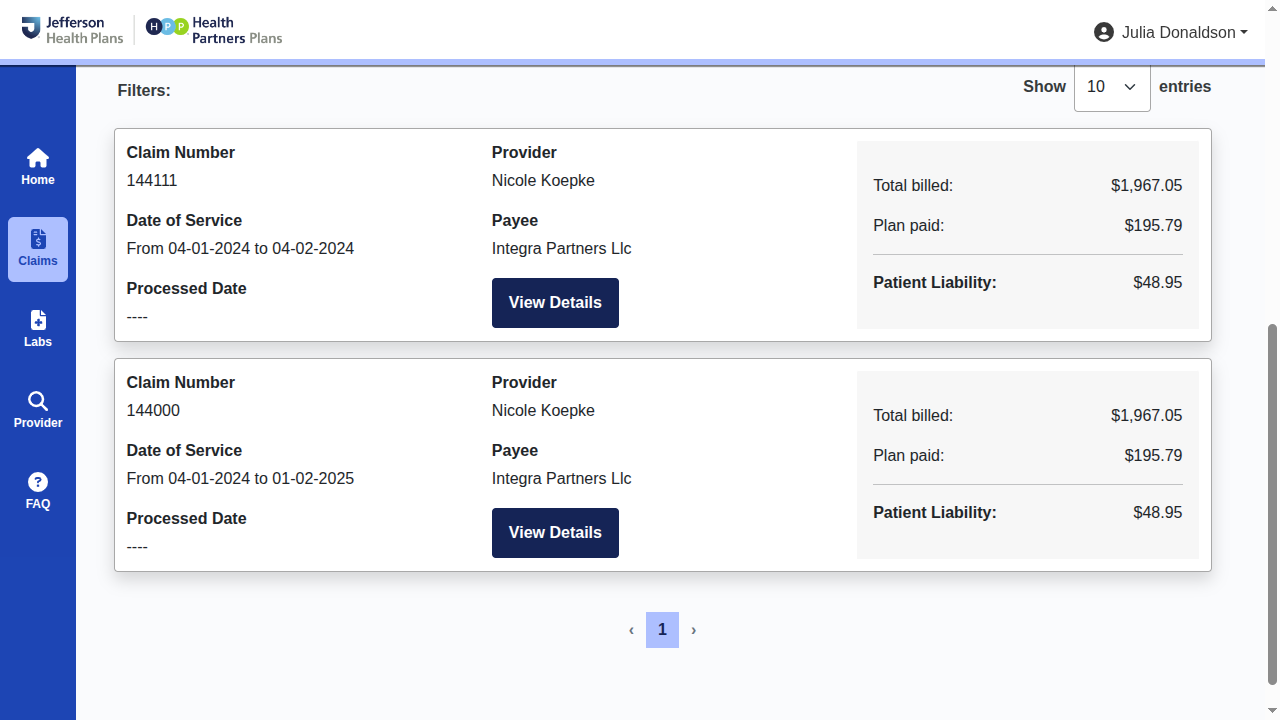 Jefferson
Health Plans
HPP
Health
Partners Plans
Julia Donaldson
Home
Claims
Labs
Provider
?
FAQ
Filters:
Show 10 entries
Claim Number
144111
Date of Service
From 04-01-2024 to 04-02-2024
Processed Date
----
Provider
Nicole Koepke
Payee
Integra Partners Llc
View Details
Total billed: $1,967.05
Plan paid: $195.79
Patient Liability: $48.95
Claim Number
144000
Date of Service
From 04-01-2024 to 01-02-2025
Processed Date
----
Provider
Nicole Koepke
Payee
Integra Partners Llc
View Details
Total billed: $1,967.05
Plan paid: $195.79
Patient Liability: $48.95
‹ 1 ›